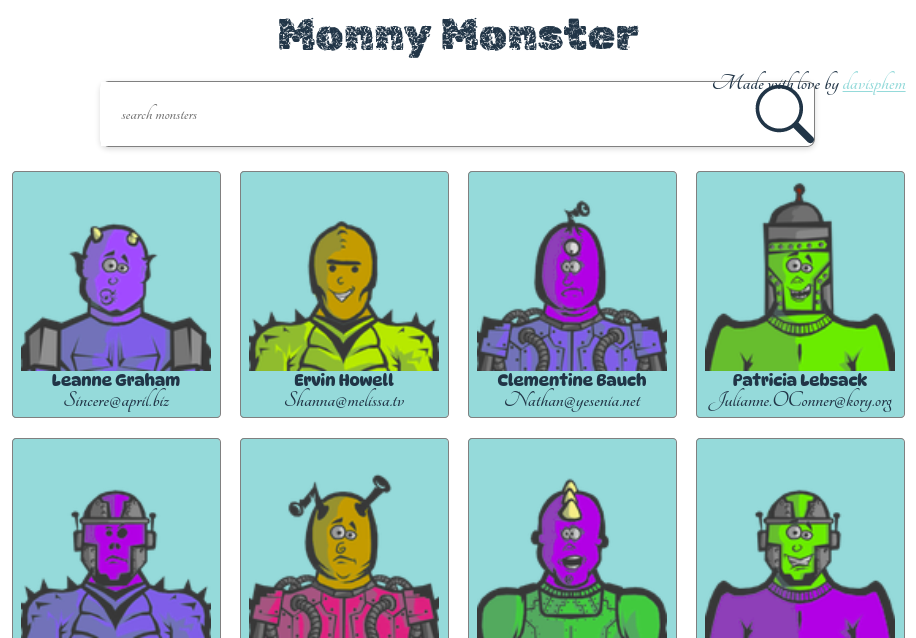 Monny Monster
Made with love by davisphem
search monsters
Leanne Graham
Sincere@april.biz
Ervin Howell
Shanna@melissa.tv
Clementine Bauch
Nathan@yesenia.net
Patricia Lebsack
Julianne.OConner@kory.org